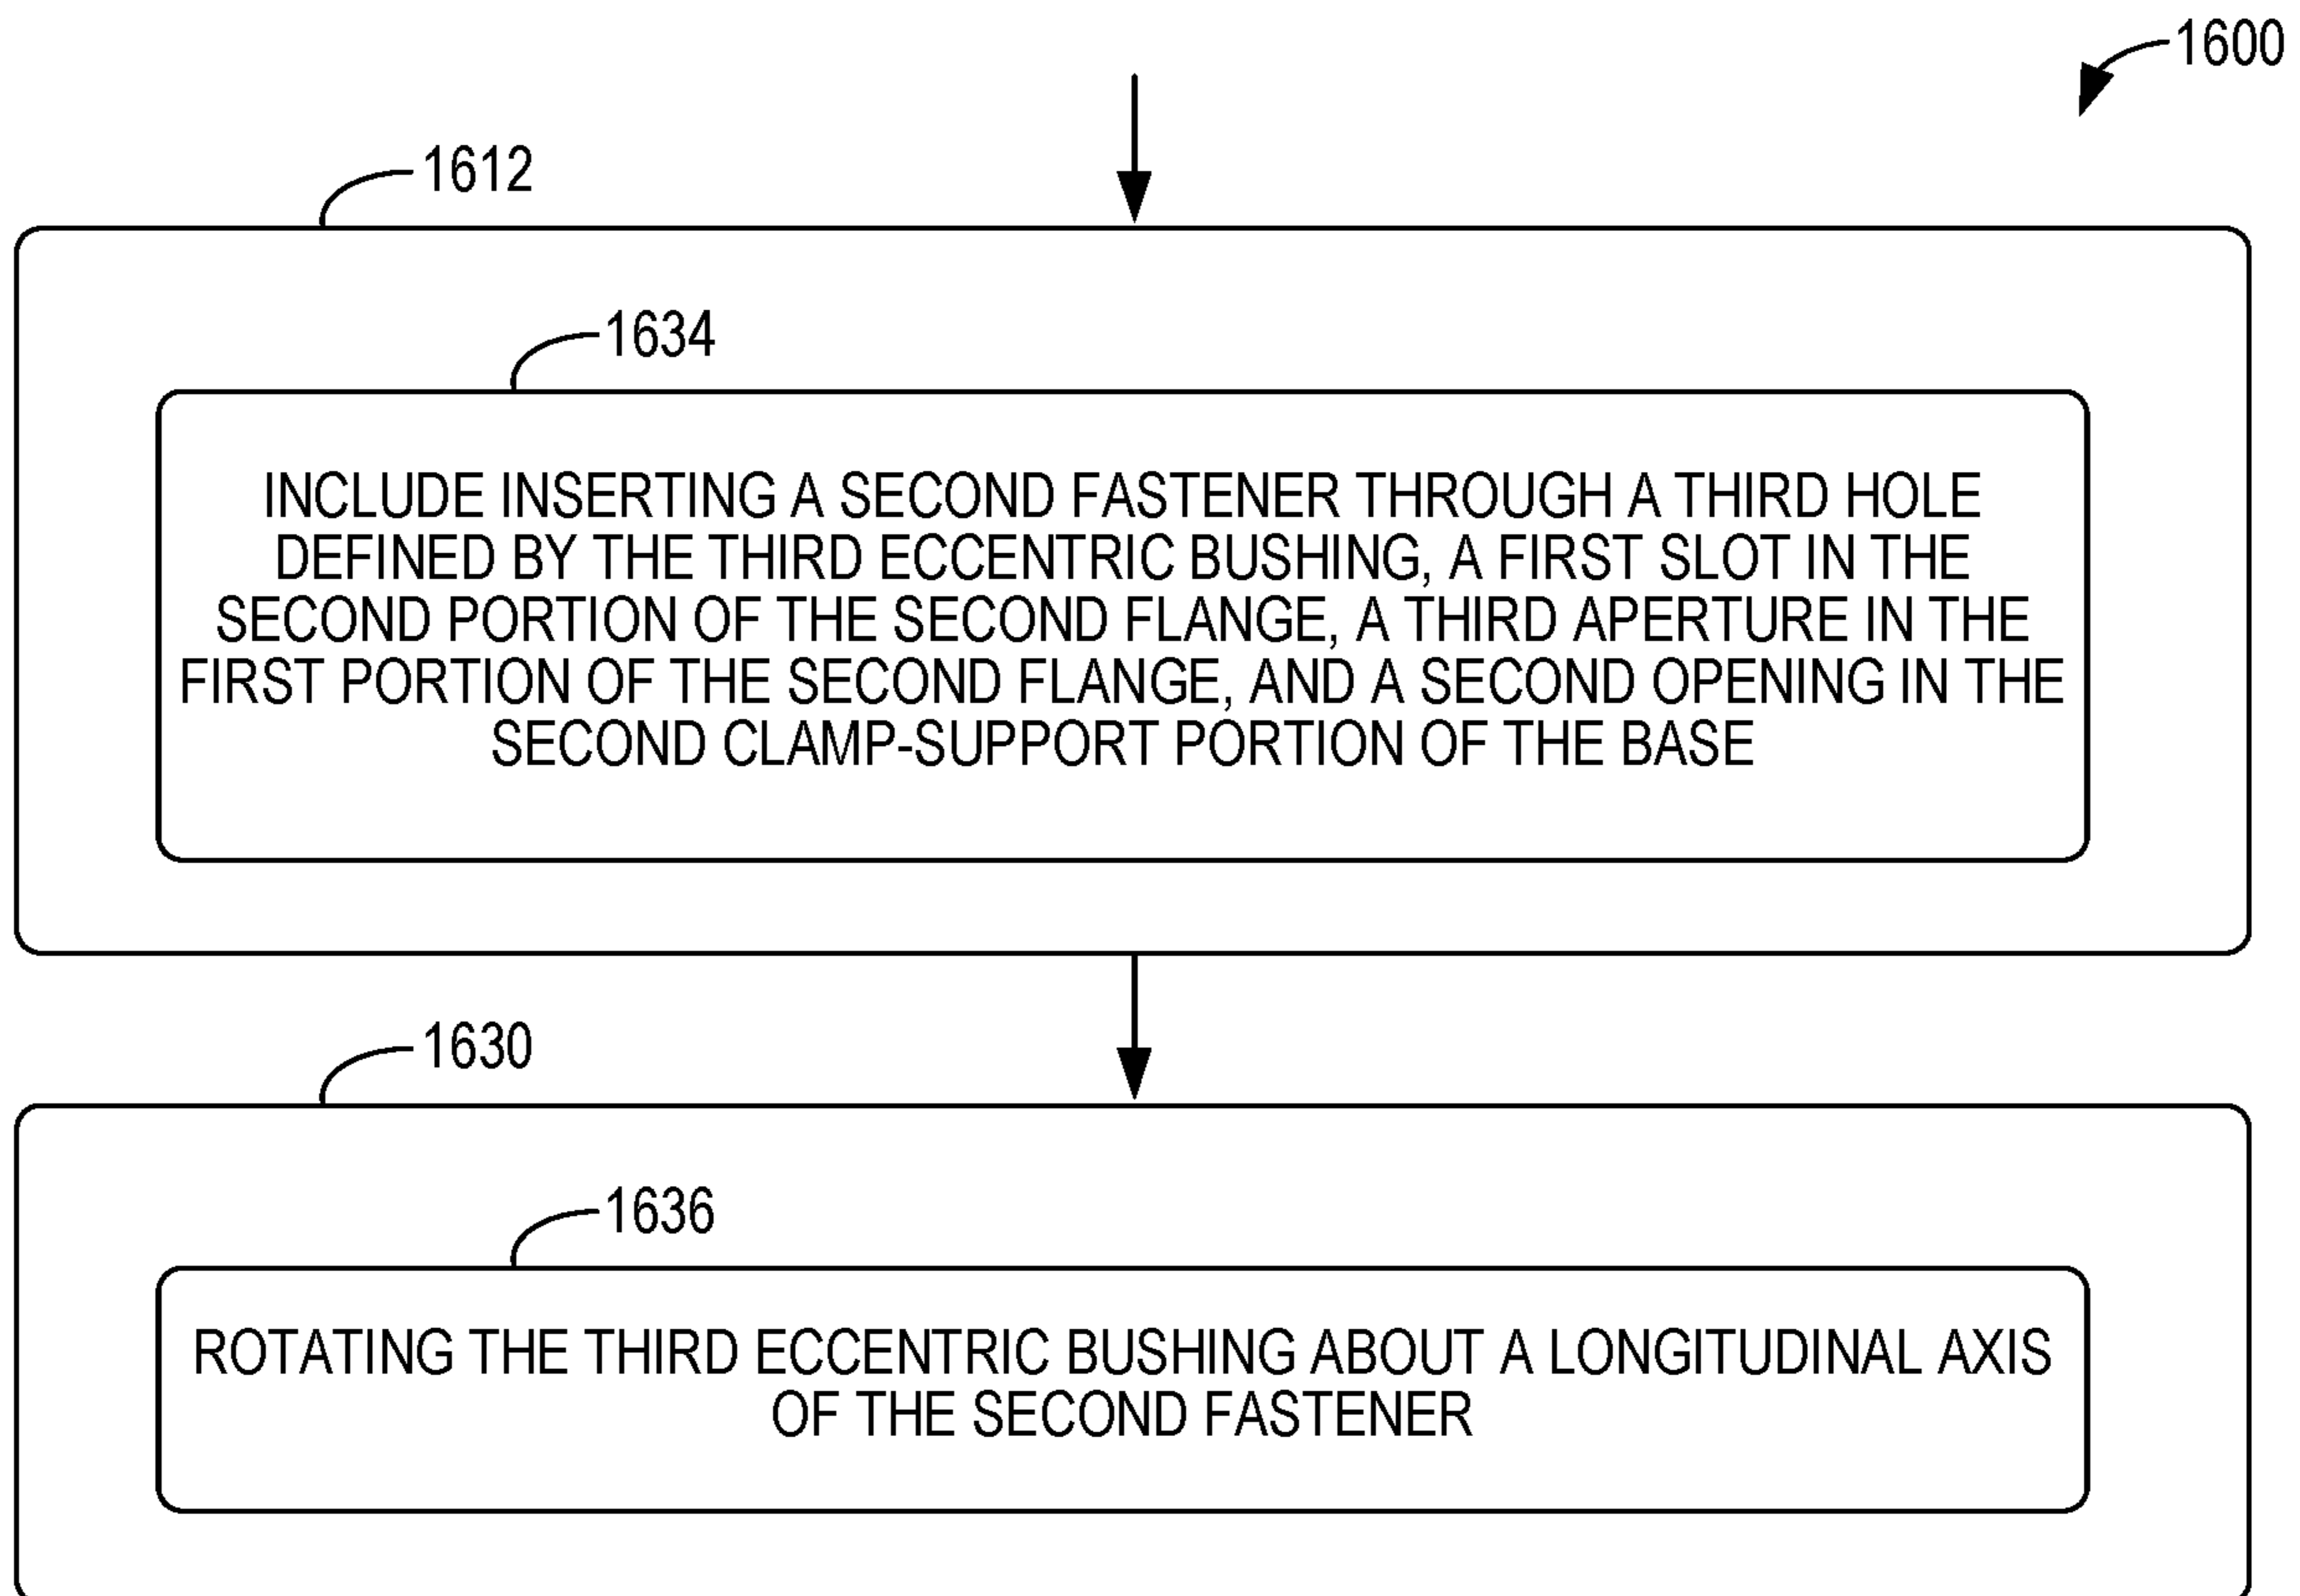 1600
1612
1634
INCLUDE INSERTING A SECOND FASTENER THROUGH A THIRD HOLE
DEFINED BY THE THIRD ECCENTRIC BUSHING, A FIRST SLOT IN THE
SECOND PORTION OF THE SECOND FLANGE, A THIRD APERTURE IN THE
FIRST PORTION OF THE SECOND FLANGE, AND A SECOND OPENING IN THE
SECOND CLAMP-SUPPORT PORTION OF THE BASE
1630
1636
ROTATING THE THIRD ECCENTRIC BUSHING ABOUT A LONGITUDINAL AXIS
OF THE SECOND FASTENER